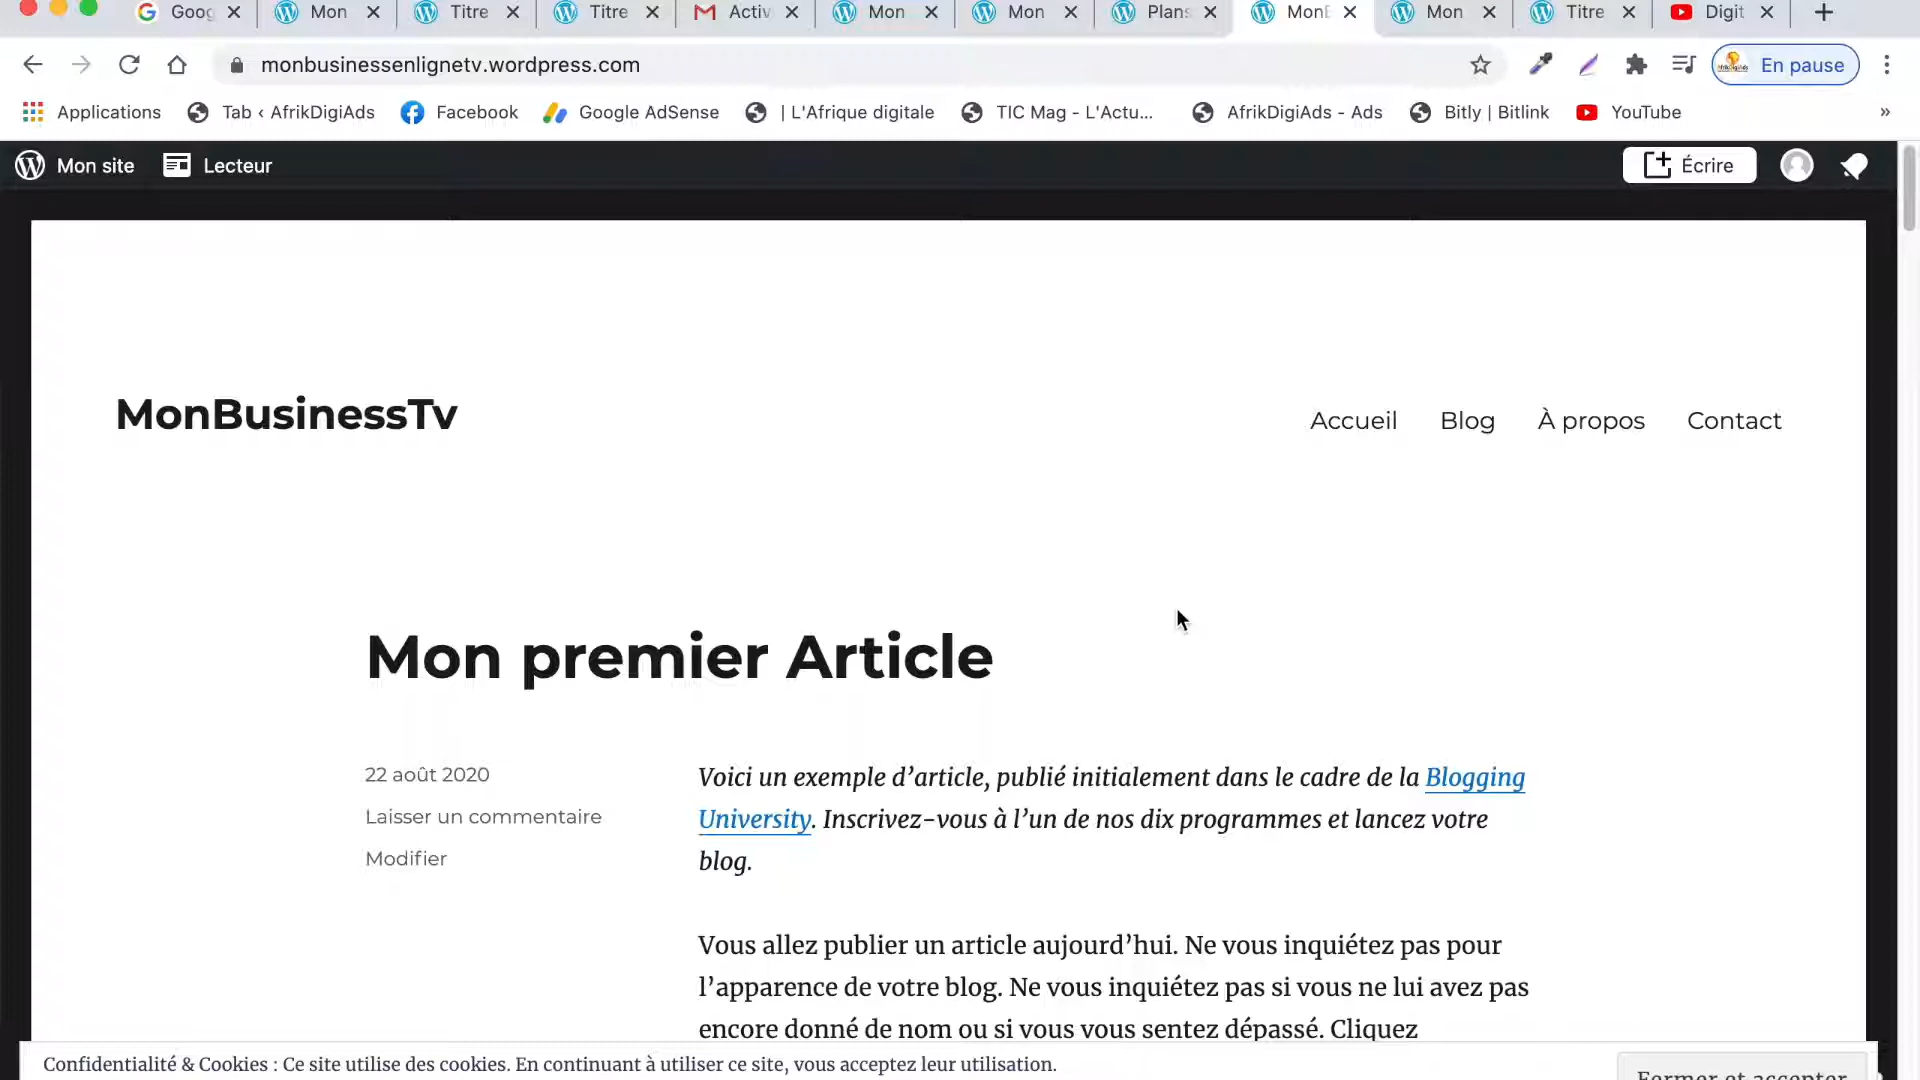 Goog Mon Titre Titre Activ Mon Mon Plans MonB Mon Titre Digit
monbusinessenlignetv.wordpress.com En pause
Applications Tab ‹ AfrikDigiAds Facebook Google AdSense | L'Afrique digitale TIC Mag - L'Actu... AfrikDigiAds - Ads Bitly | Bitlink YouTube »
Mon site Lecteur Écrire
MonBusinessTv
Accueil Blog À propos Contact
Mon premier Article
22 août 2020
Laisser un commentaire
Modifier
Voici un exemple d’article, publié initialement dans le cadre de la Blogging
University. Inscrivez-vous à l’un de nos dix programmes et lancez votre
blog.
Vous allez publier un article aujourd’hui. Ne vous inquiétez pas pour
l’apparence de votre blog. Ne vous inquiétez pas si vous ne lui avez pas
encore donné de nom ou si vous vous sentez dépassé. Cliquez
Confidentialité & Cookies : Ce site utilise des cookies. En continuant à utiliser ce site, vous acceptez leur utilisation.
Fermer et accepter